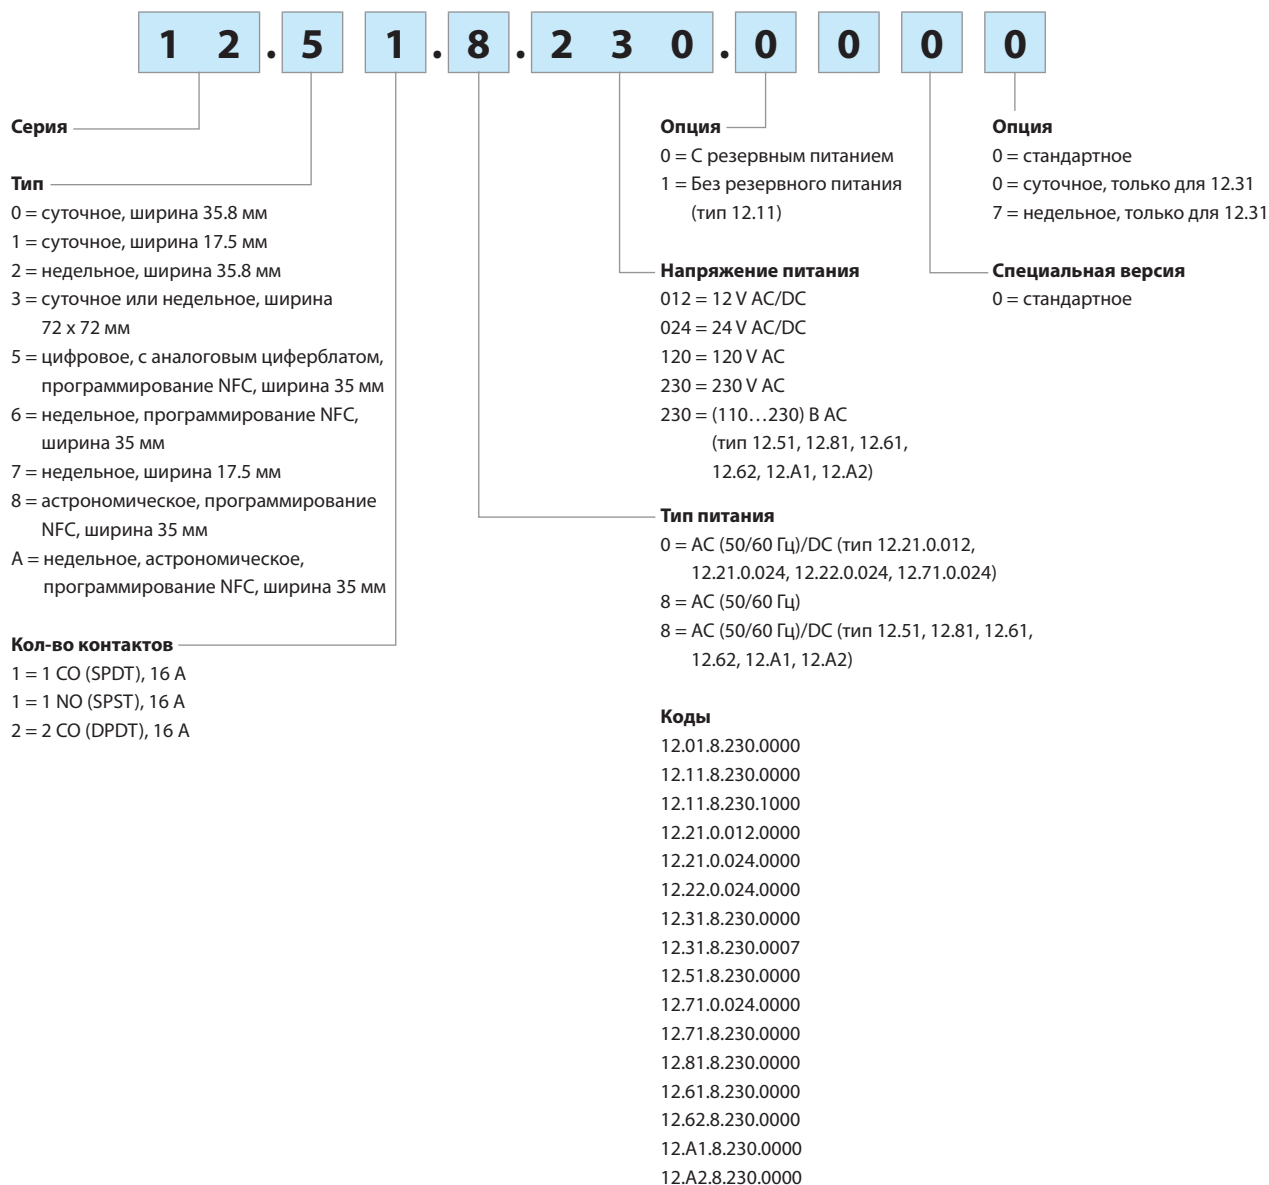 1 2 . 5 1 . 8 . 2 3 0 . 0 0 0 0
Серия
Тип
0 = суточное, ширина 35.8 мм
1 = суточное, ширина 17.5 мм
2 = недельное, ширина 35.8 мм
3 = суточное или недельное, ширина
72 x 72 мм
5 = цифровое, с аналоговым циферблатом,
программирование NFC, ширина 35 мм
6 = недельное, программирование NFC,
ширина 35 мм
7 = недельное, ширина 17.5 мм
8 = астрономическое, программирование
NFC, ширина 35 мм
A = недельное, астрономическое,
программирование NFC, ширина 35 мм
Кол-во контактов
1 = 1 CO (SPDT), 16 A
1 = 1 NO (SPST), 16 A
2 = 2 CO (DPDT), 16 A
Опция
0 = С резервным питанием
1 = Без резервного питания
(тип 12.11)
Напряжение питания
012 = 12 V AC/DC
024 = 24 V AC/DC
120 = 120 V AC
230 = 230 V AC
230 = (110…230) В AC
(тип 12.51, 12.81, 12.61,
12.62, 12.A1, 12.A2)
Тип питания
0 = AC (50/60 Гц)/DC (тип 12.21.0.012,
12.21.0.024, 12.22.0.024, 12.71.0.024)
8 = AC (50/60 Гц)
8 = AC (50/60 Гц)/DC (тип 12.51, 12.81, 12.61,
12.62, 12.A1, 12.A2)
Коды
12.01.8.230.0000
12.11.8.230.0000
12.11.8.230.1000
12.21.0.012.0000
12.21.0.024.0000
12.22.0.024.0000
12.31.8.230.0000
12.31.8.230.0007
12.51.8.230.0000
12.71.0.024.0000
12.71.8.230.0000
12.81.8.230.0000
12.61.8.230.0000
12.62.8.230.0000
12.A1.8.230.0000
12.A2.8.230.0000
Опция
0 = стандартное
0 = суточное, только для 12.31
7 = недельное, только для 12.31
Специальная версия
0 = стандартное